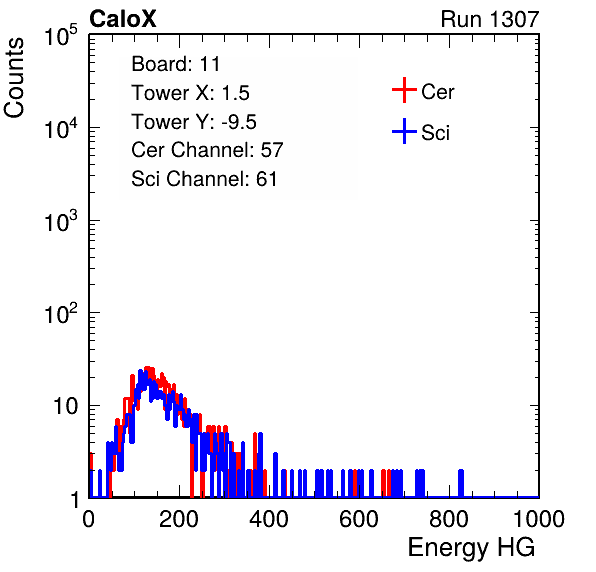 CaloX Run 1307
Counts
10^5
10^4
10^3
10^2
10
1
Board: 11
Tower X: 1.5
Tower Y: -9.5
Cer Channel: 57
Sci Channel: 61
Cer
Sci
0 200 400 600 800 1000
Energy HG